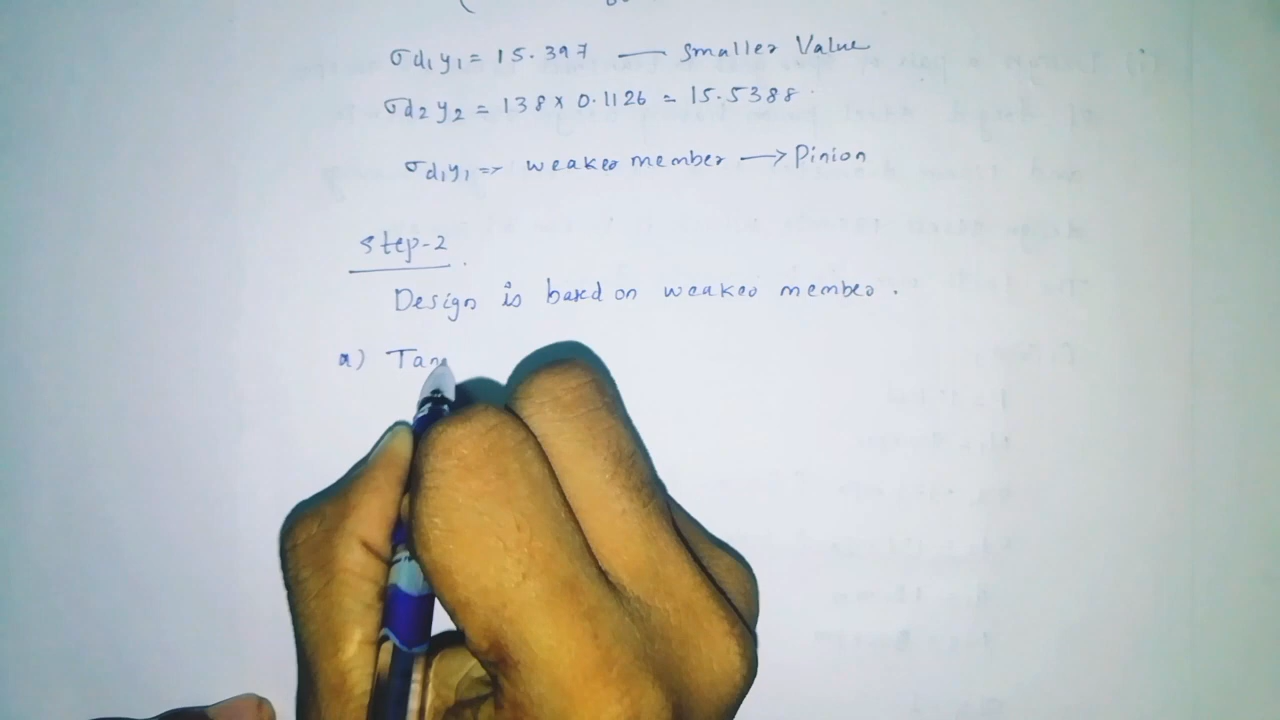 σd₁y₁ = 15.397 — smaller Value
σd₂y₂ = 138 × 0.1126 = 15.5388
σd₁y₁ => weaker member → Pinion
step-2
Design is based on weaker member.
a) Tan